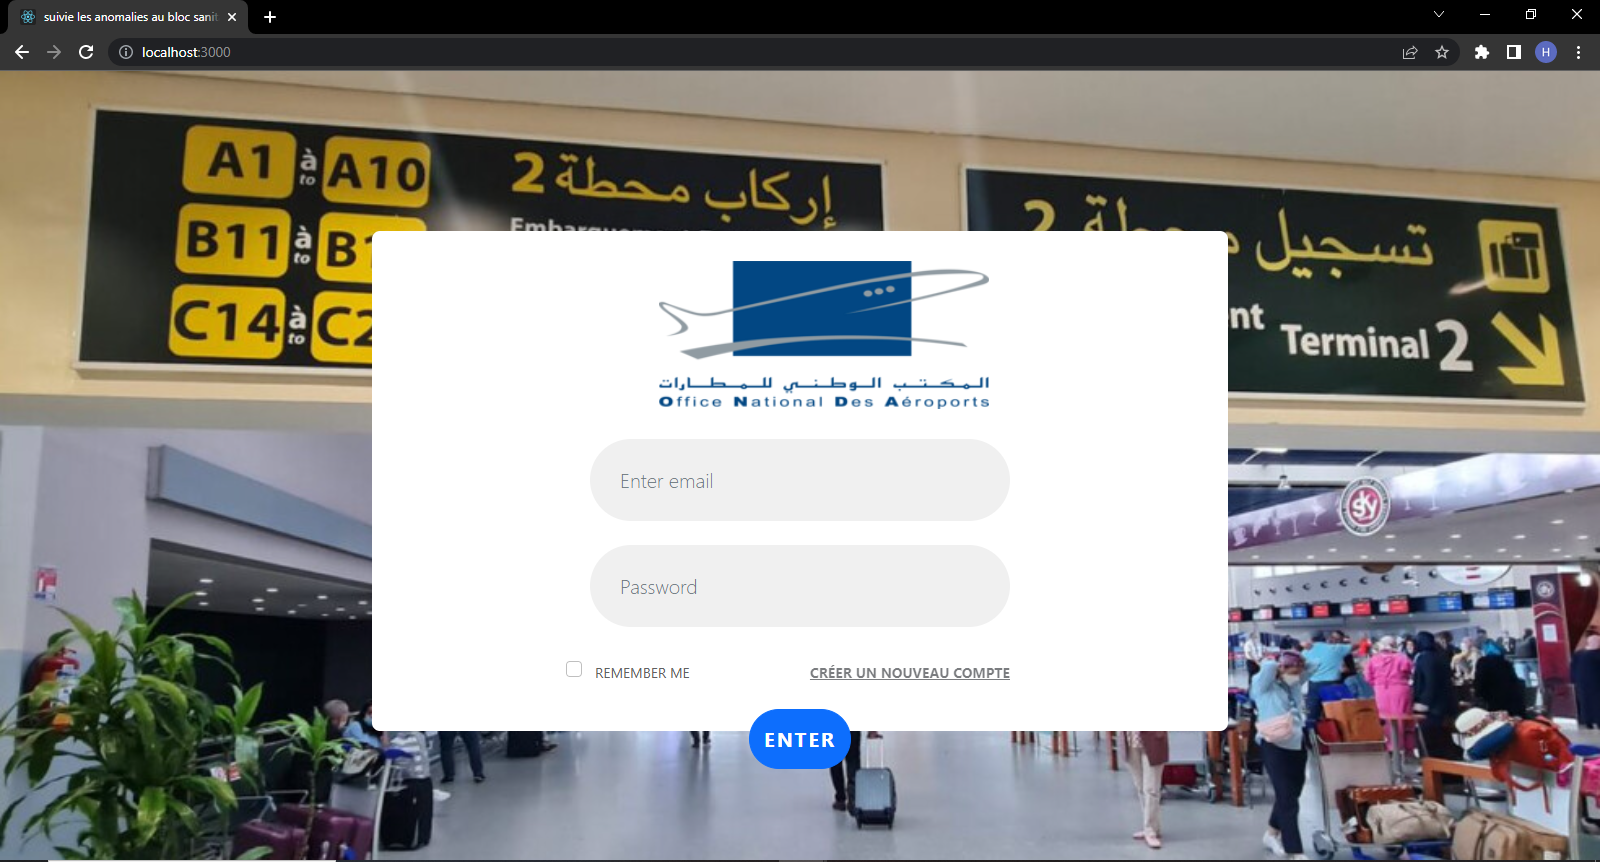 suivie les anomalies au bloc sanit
localhost:3000
H
A1 à to A10
B11 à to B1
C14 à to C2
إركاب محطة 2
تسجيل محطة 2
Terminal 2
sky
المكتب الوطني للمطارات
Office National Des Aéroports
Enter email
Password
REMEMBER ME
CRÉER UN NOUVEAU COMPTE
ENTER